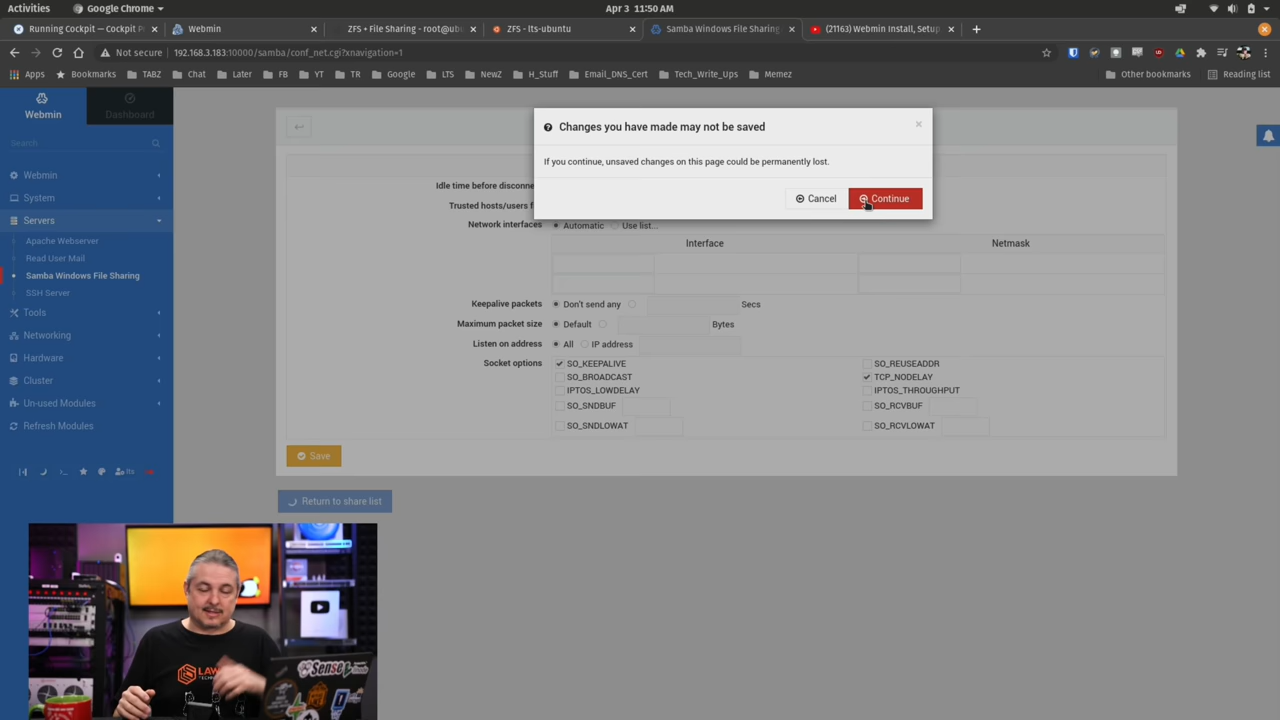 Activities Google Chrome Apr 3 11:50 AM
Running Cockpit — Cockpit Webmin ZFS + File Sharing - root@ub ZFS - lts-ubuntu Samba Windows File Sharing (21163) Webmin Install, Setup
Not secure 192.168.3.183:10000/samba/conf_net.cgi?xnavigation=1
Apps Bookmarks TABZ Chat Later FB YT TR Google LTS NewZ H_Stuff Email_DNS_Cert Tech_Write_Ups Memez Other bookmarks Reading list
Webmin Dashboard
Search
Webmin
System
Servers
Apache Webserver
Read User Mail
Samba Windows File Sharing
SSH Server
Tools
Networking
Hardware
Cluster
Un-used Modules
Refresh Modules
lts
Changes you have made may not be saved
If you continue, unsaved changes on this page could be permanently lost.
Cancel Continue
Idle time before disconne
Trusted hosts/users f
Network interfaces Automatic Use list...
Interface Netmask
Keepalive packets Don't send any Secs
Maximum packet size Default Bytes
Listen on address All IP address
Socket options SO_KEEPALIVE SO_REUSEADDR
SO_BROADCAST TCP_NODELAY
IPTOS_LOWDELAY IPTOS_THROUGHPUT
SO_SNDBUF SO_RCVBUF
SO_SNDLOWAT SO_RCVLOWAT
Save
Return to share list
LAW
Sense